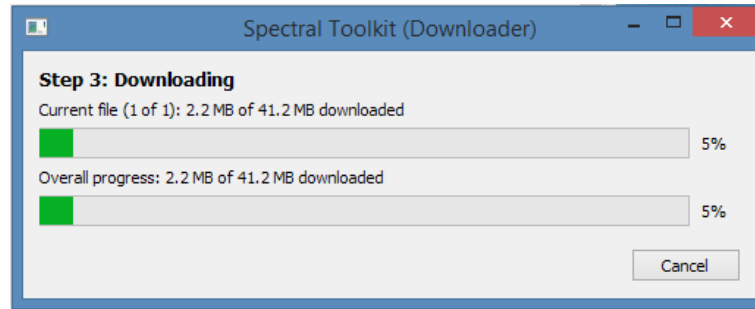 Spectral Toolkit (Downloader)
Step 3: Downloading
Current file (1 of 1): 2.2 MB of 41.2 MB downloaded
5%
Overall progress: 2.2 MB of 41.2 MB downloaded
5%
Cancel